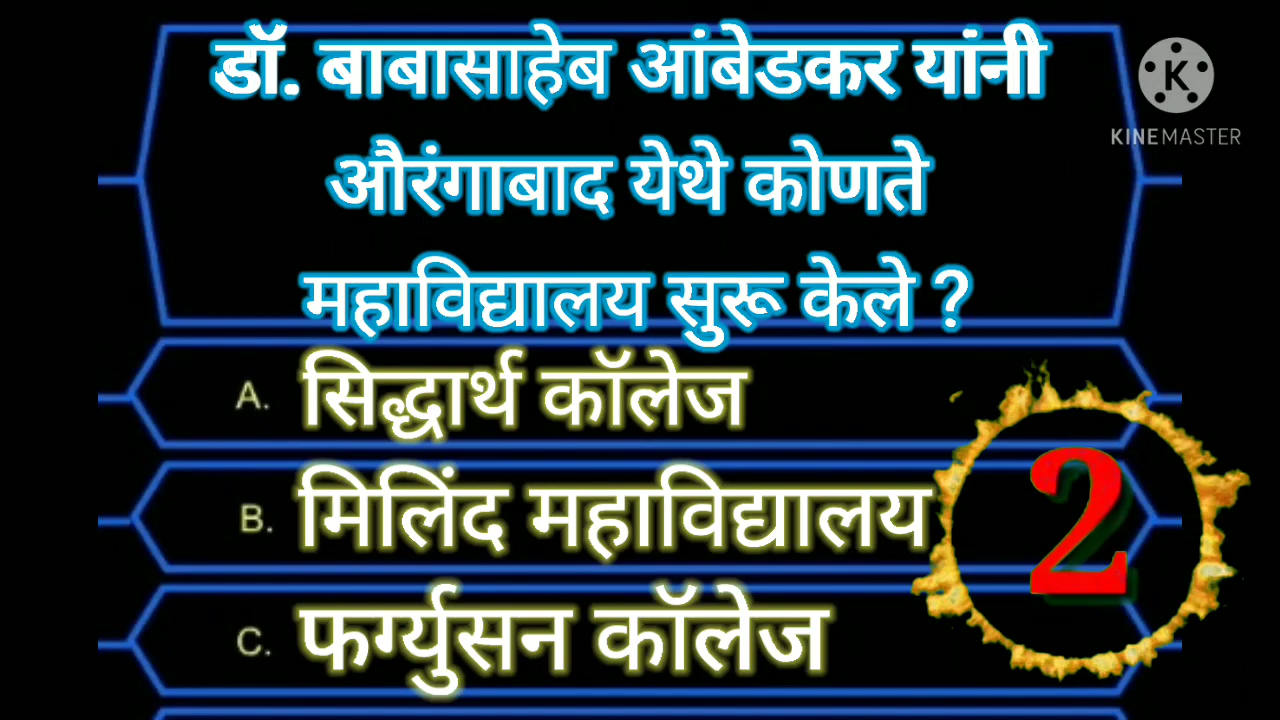 डॉ. बाबासाहेब आंबेडकर यांनी
औरंगाबाद येथे कोणते
महाविद्यालय सुरू केले ?
A. सिद्धार्थ कॉलेज
B. मिलिंद महाविद्यालय
C. फर्ग्युसन कॉलेज
2
K
KINEMASTER